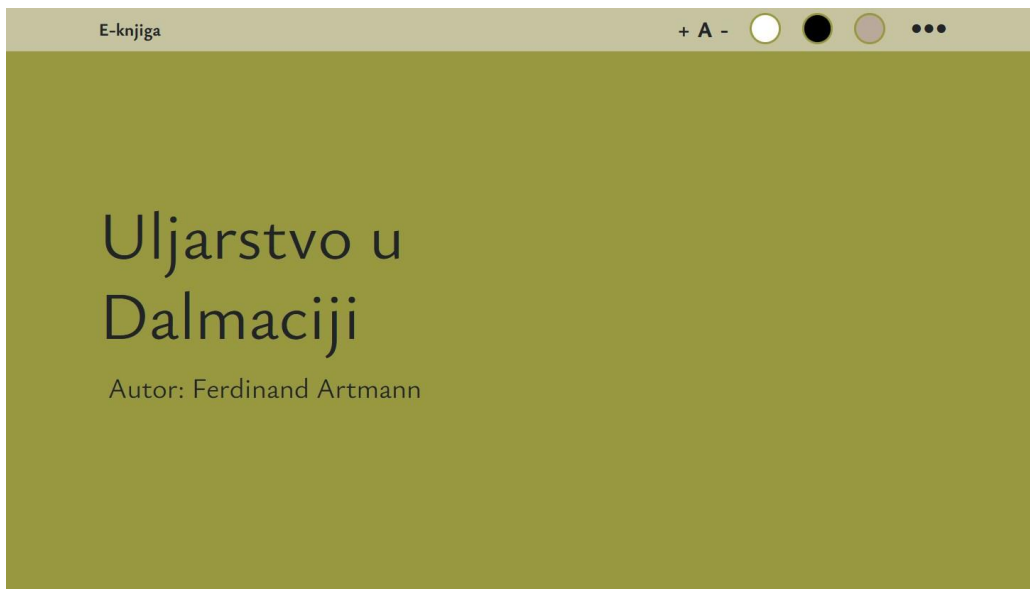 E-knjiga
+ A -
Uljarstvo u
Dalmaciji
Autor: Ferdinand Artmann